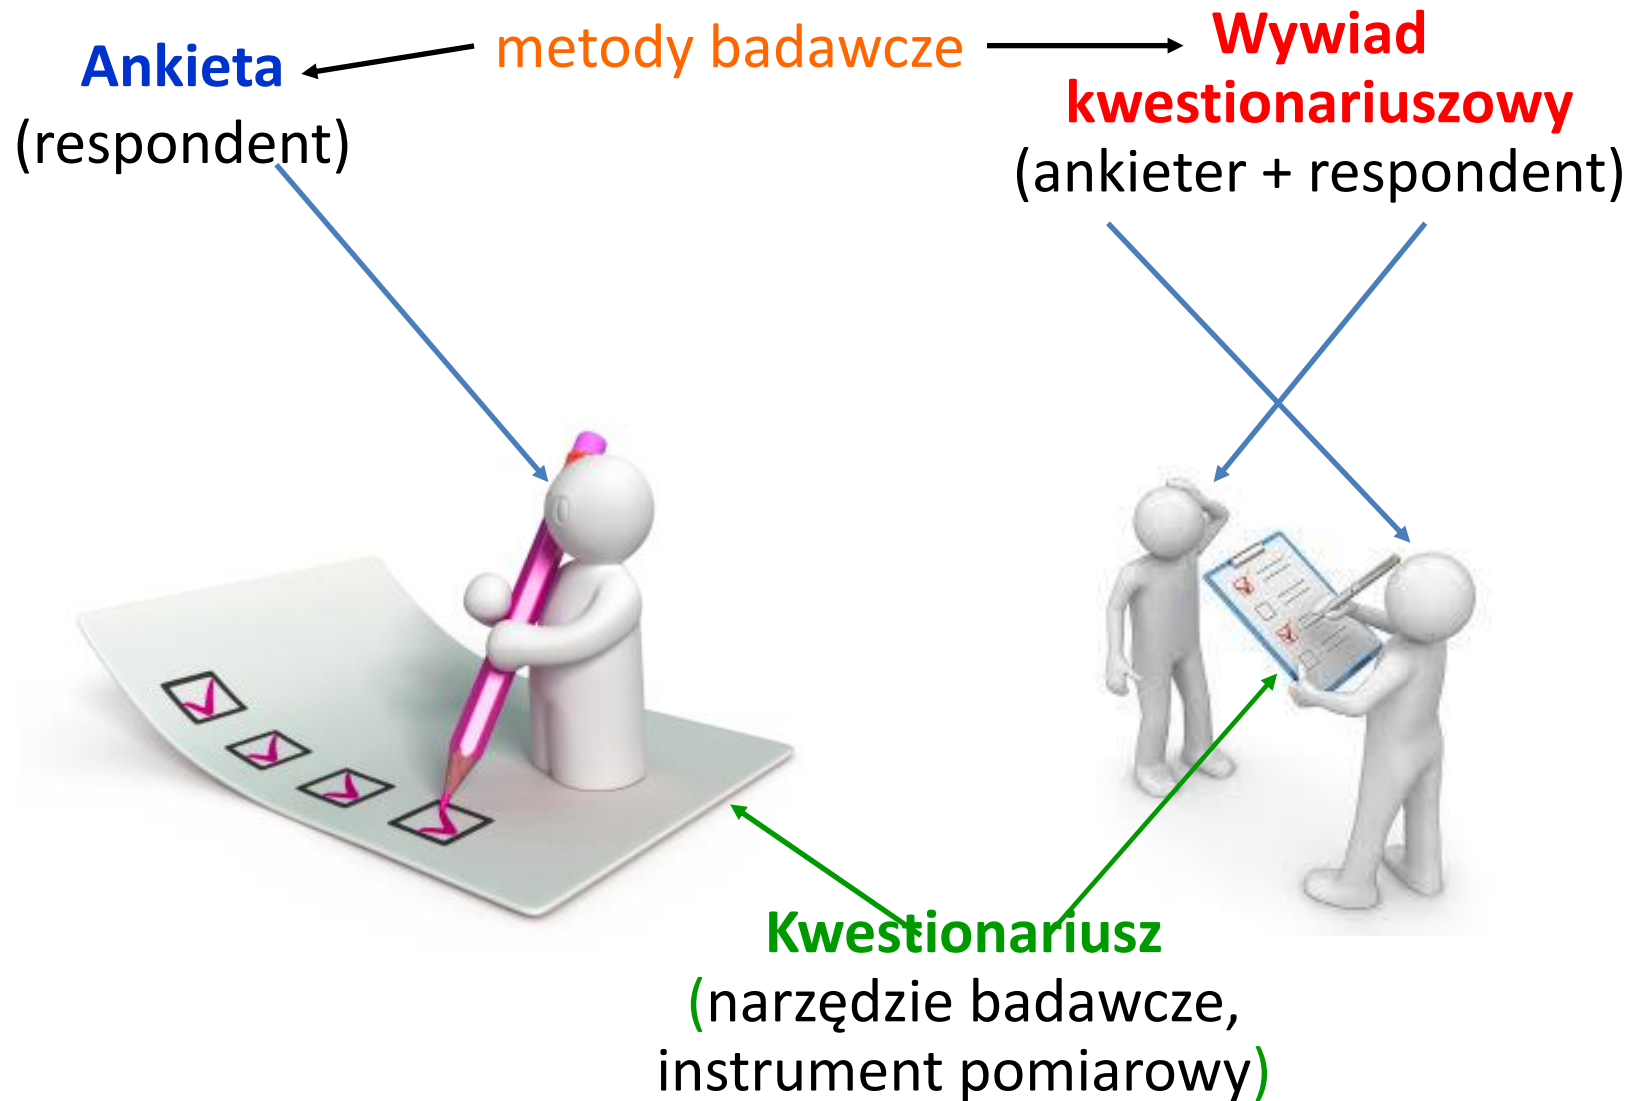 Ankieta
(respondent)
metody badawcze
Wywiad
kwestionariuszowy
(ankieter + respondent)
Kwestionariusz
(narzędzie badawcze,
instrument pomiarowy)